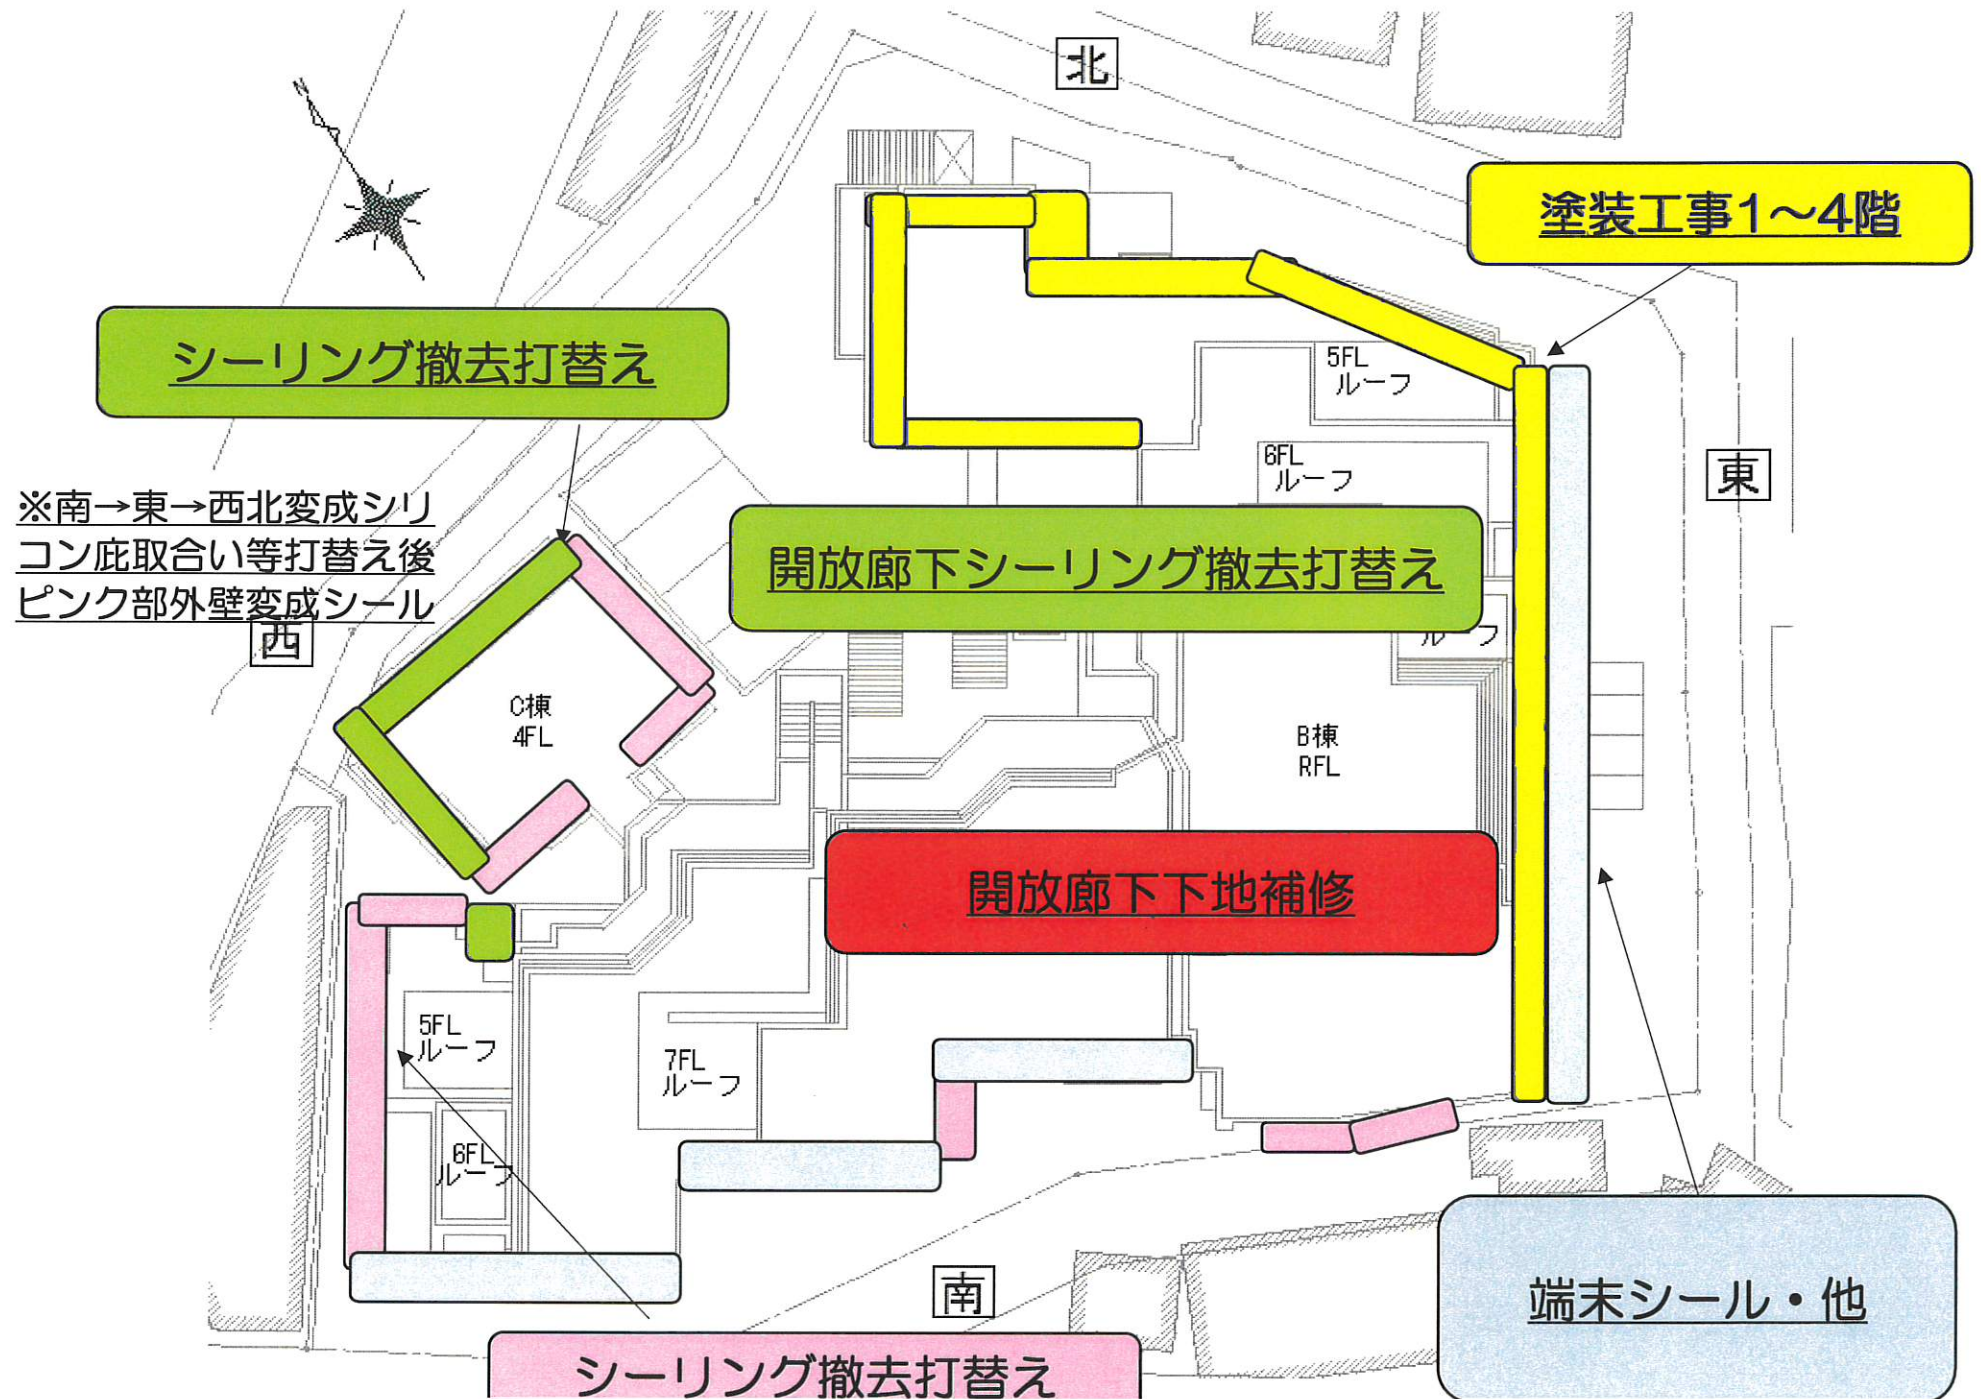 北
塗装工事1～4階
シーリング撤去打替え
5FL
ルーフ
6FL
ルーフ
東
※南→東→西北変成シリ
コン庇取合い等打替え後
ピンク部外壁変成シール
西
開放廊下シーリング撤去打替え
ルーフ
C棟
4FL
B棟
RFL
開放廊下下地補修
5FL
ルーフ
7FL
ルーフ
6FL
ルーフ
南
端末シール・他
シーリング撤去打替え